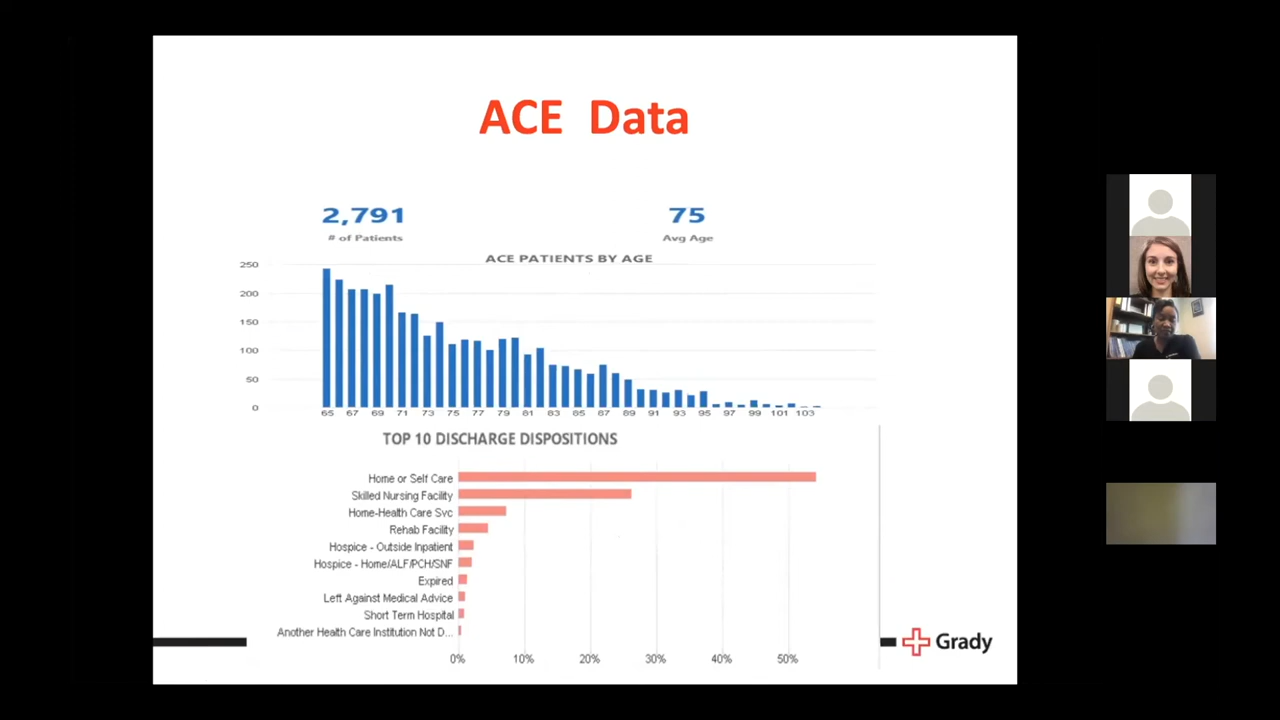 ACE Data
2,791
75
# of Patients
Avg Age
ACE PATIENTS BY AGE
250
200
150
100
50
0
65 67 69 71 73 75 77 79 81 83 85 87 89 91 93 95 97 99 101 103
TOP 10 DISCHARGE DISPOSITIONS
Home or Self Care
Skilled Nursing Facility
Home-Health Care Svc
Rehab Facility
Hospice - Outside Inpatient
Hospice - Home/ALF/PCH/SNF
Expired
Left Against Medical Advice
Short Term Hospital
Another Health Care Institution Not D...
0% 10% 20% 30% 40% 50%
Grady